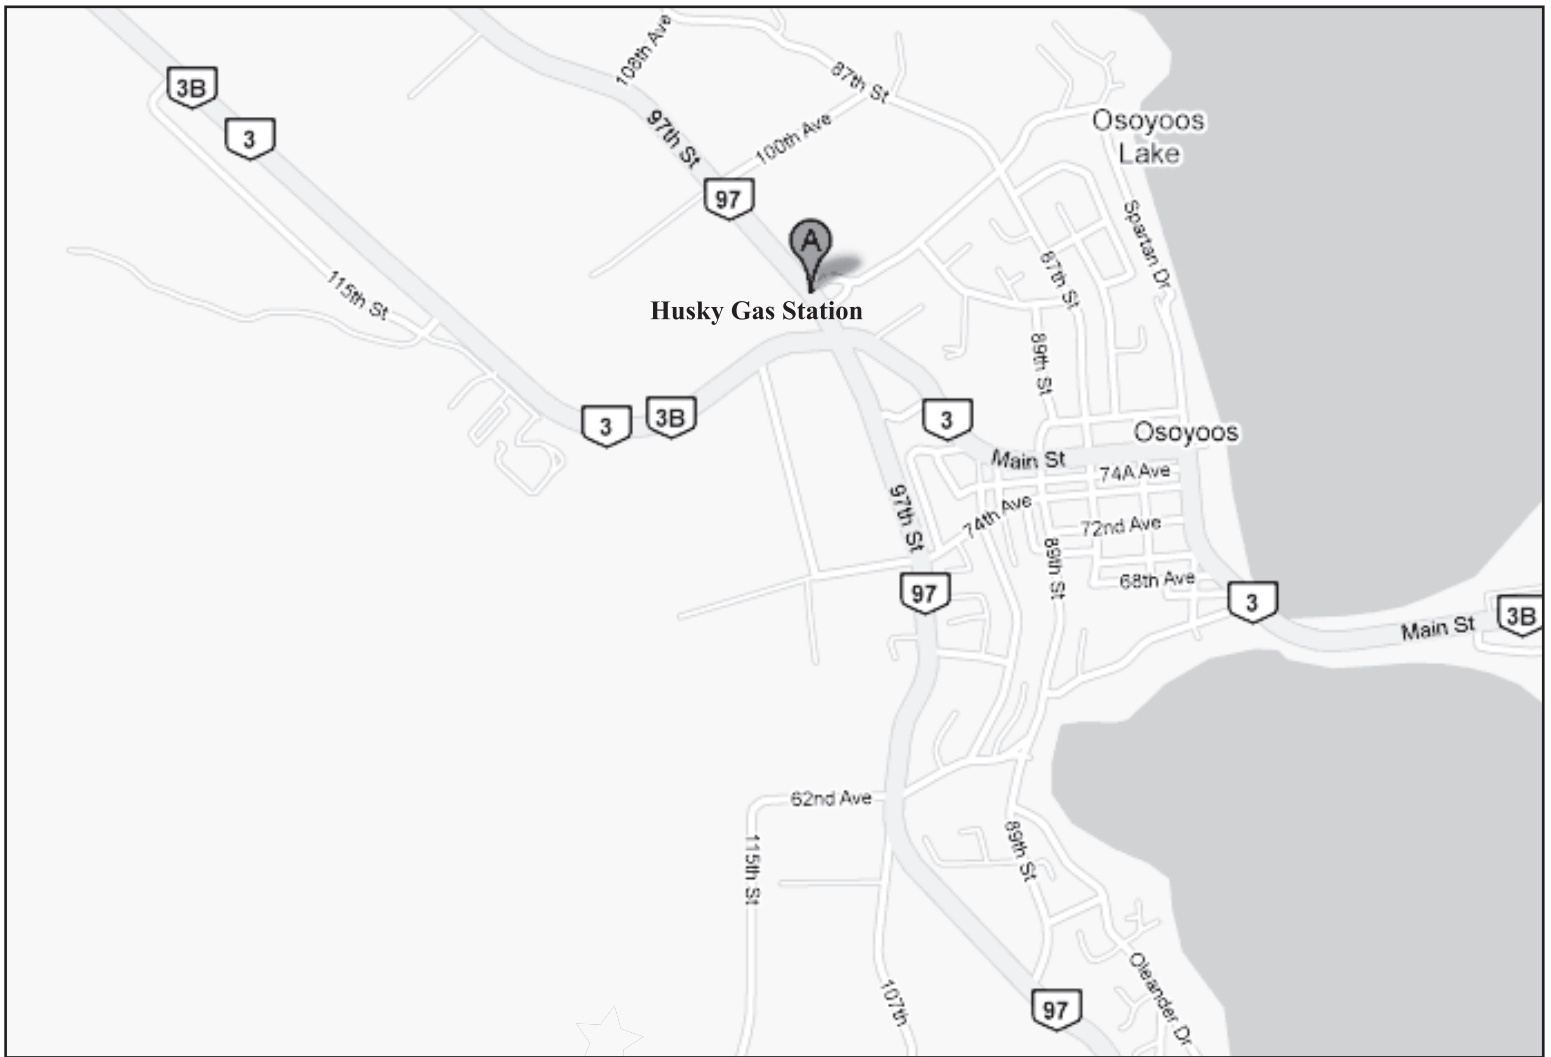 108th Ave
3B
87th St
3
97th St
100th Ave
Osoyoos
Lake
97
A
Spartan Dr
115th St
87th St
Husky Gas Station
89th St
3
3B
3
Osoyoos
Main St
74A Ave
97th St
74th Ave
72nd Ave
89th St
68th Ave
97
3
3B
Main St
62nd Ave
115th St
89th St
107th
Oleander Dr
97